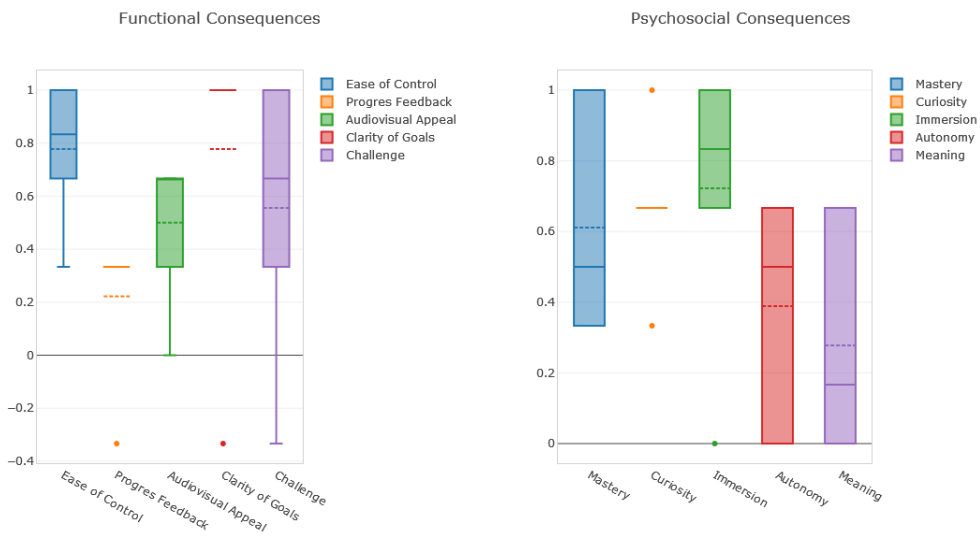 Functional Consequences
1
0.8
0.6
0.4
0.2
0
−0.2
−0.4
Ease of Control
Progres Feedback
Audiovisual Appeal
Clarity of Goals
Challenge
Ease of Control
Progres Feedback
Audiovisual Appeal
Clarity of Goals
Challenge
Psychosocial Consequences
1
0.8
0.6
0.4
0.2
0
Mastery
Curiosity
Immersion
Autonomy
Meaning
Mastery
Curiosity
Immersion
Autonomy
Meaning